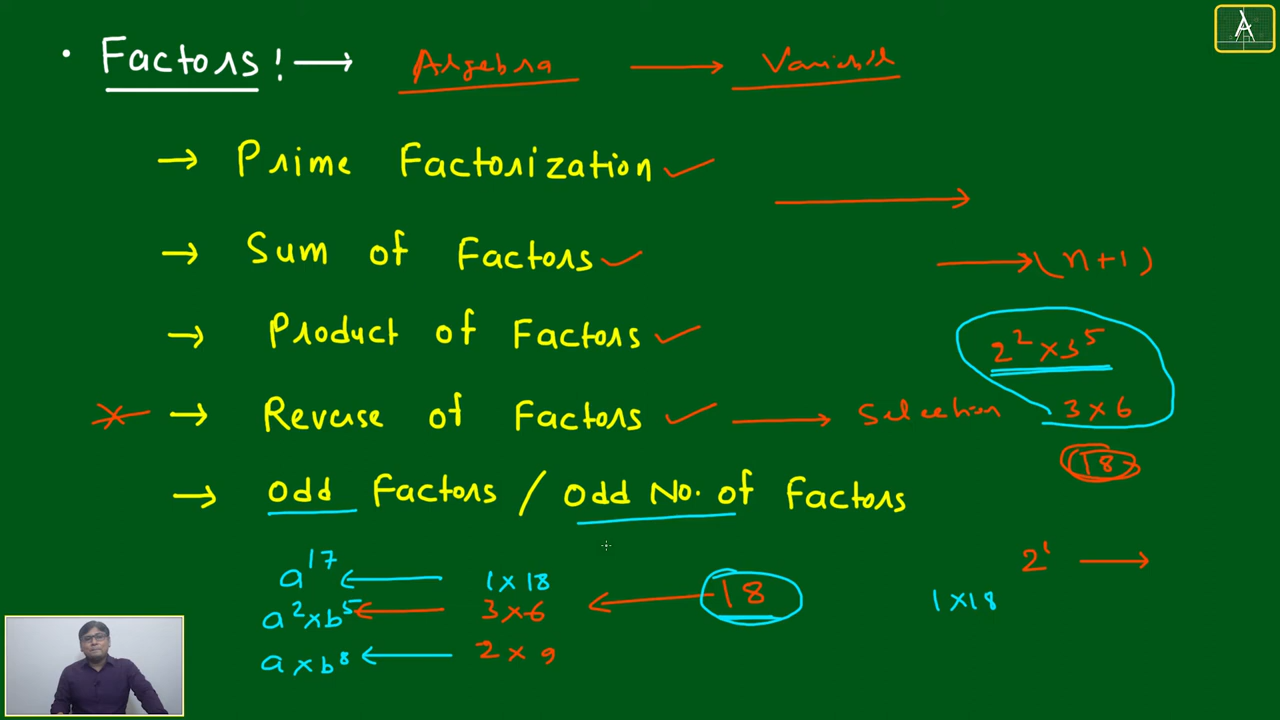 • Factors! → Algebra → Variable
→ Prime Factorization ✓
→
→ Sum of Factors ✓
→ (n+1)
→ Product of Factors ✓
2² × 3⁵
→ Reverse of Factors ✓ → Selection
3 × 6
18
→ Odd Factors / Odd No. of Factors
a¹⁷ ← 1 × 18
a² × b⁵ ← 3 × 6 ← 18
a × b⁸ ← 2 × 9
2¹ →
1 × 18